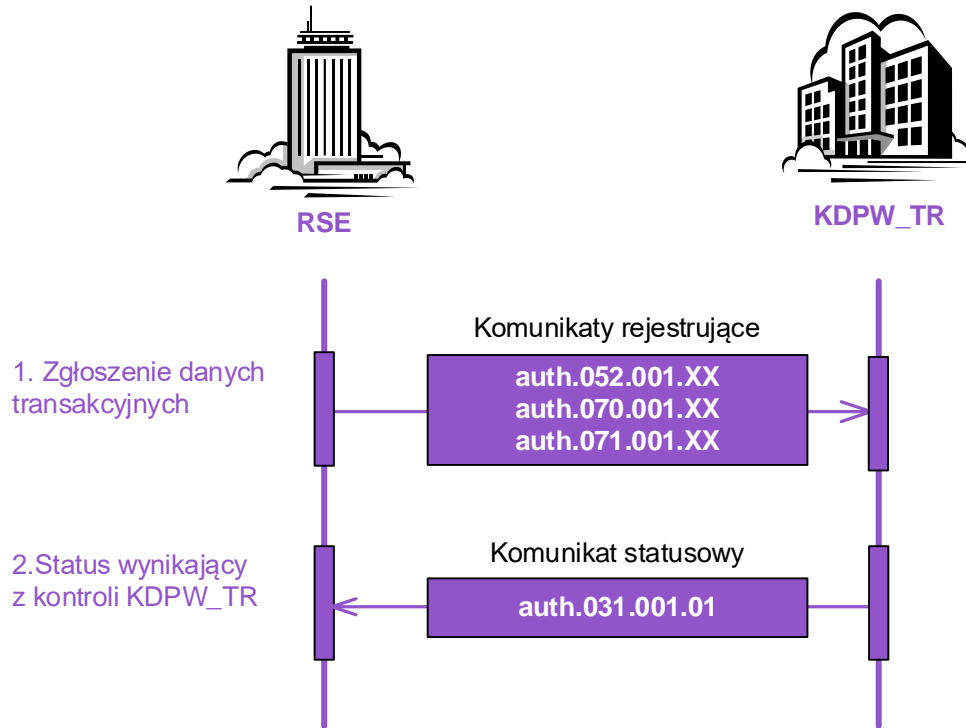 RSE
KDPW_TR
Komunikaty rejestrujące
1. Zgłoszenie danych
transakcyjnych
auth.052.001.XX
auth.070.001.XX
auth.071.001.XX
2.Status wynikający
z kontroli KDPW_TR
Komunikat statusowy
auth.031.001.01